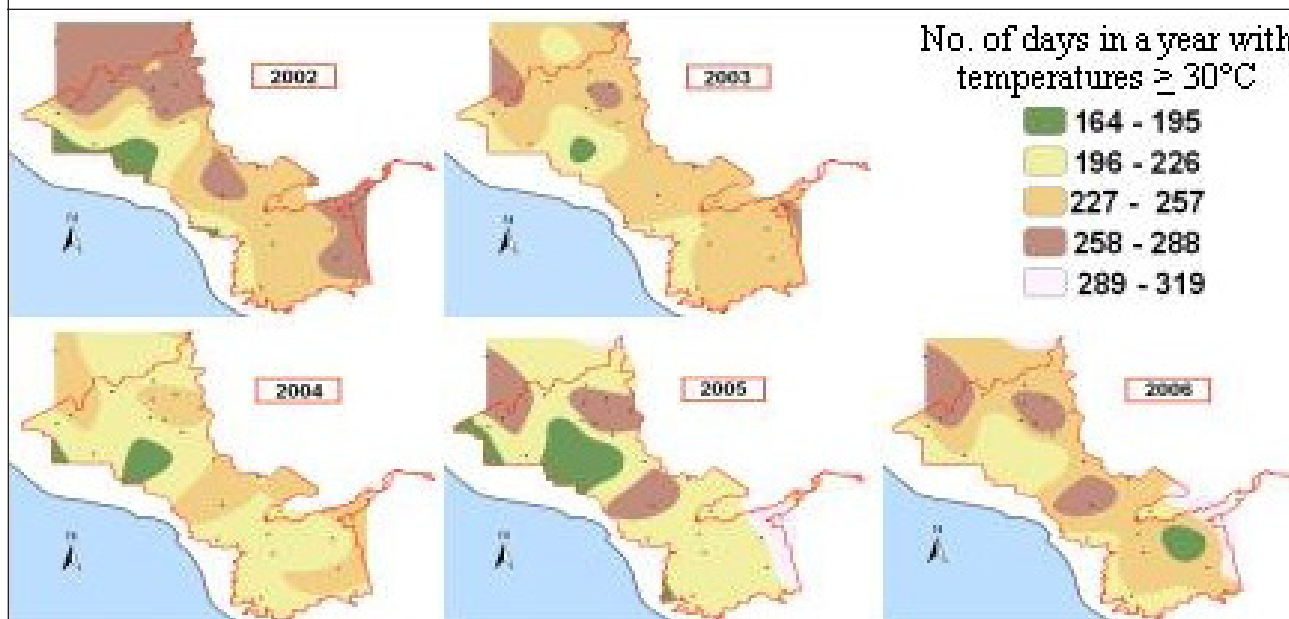 No. of days in a year with
temperatures ≥ 30°C
164 - 195
196 - 226
227 - 257
258 - 288
289 - 319
2002
2003
2004
2005
2006
N
N
N
N
N